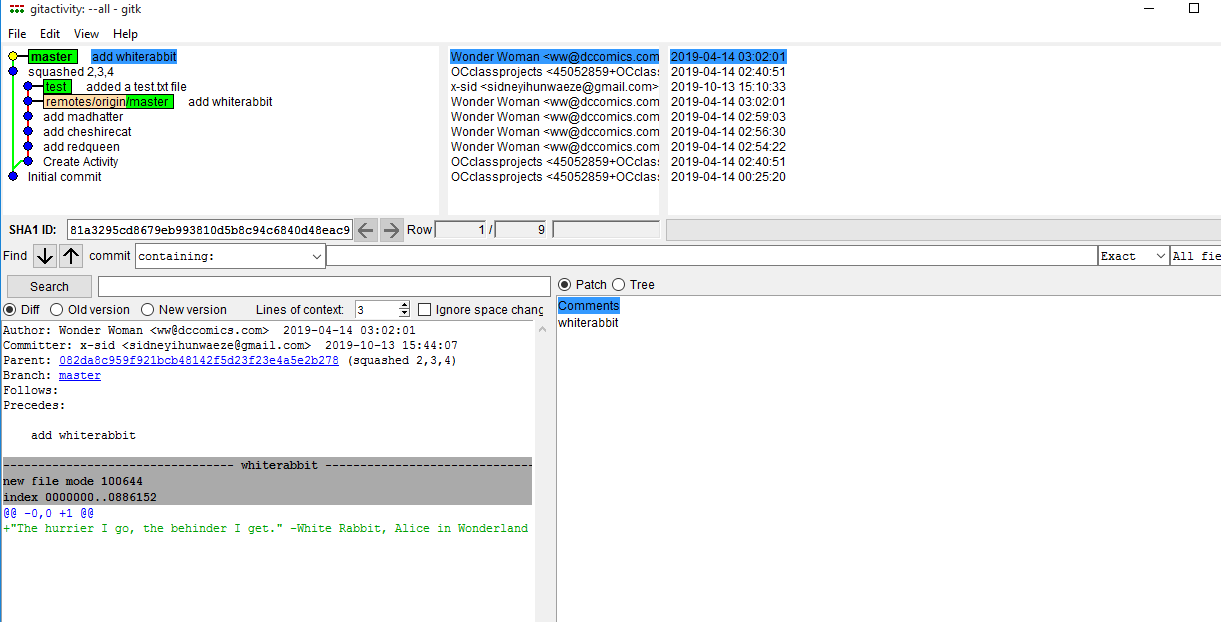 gitactivity: --all - gitk
File Edit View Help
master add whiterabbit Wonder Woman <ww@dccomics.com 2019-04-14 03:02:01
squashed 2,3,4 OCclassprojects <45052859+OCclas: 2019-04-14 02:40:51
test added a test.txt file x-sid <sidneyihunwaeze@gmail.com> 2019-10-13 15:10:33
remotes/origin/master add whiterabbit Wonder Woman <ww@dccomics.com 2019-04-14 03:02:01
add madhatter Wonder Woman <ww@dccomics.com 2019-04-14 02:59:03
add cheshirecat Wonder Woman <ww@dccomics.com 2019-04-14 02:56:30
add redqueen Wonder Woman <ww@dccomics.com 2019-04-14 02:54:22
Create Activity OCclassprojects <45052859+OCclas: 2019-04-14 02:40:51
Initial commit OCclassprojects <45052859+OCclas: 2019-04-14 00:25:20
SHA1 ID: 81a3295cd8679eb993810d5b8c94c6840d48eac9 Row 1 / 9
Find commit containing: Exact All fie
Search Patch Tree
Diff Old version New version Lines of context: 3 Ignore space chang
Comments
whiterabbit
Author: Wonder Woman <ww@dccomics.com> 2019-04-14 03:02:01
Committer: x-sid <sidneyihunwaeze@gmail.com> 2019-10-13 15:44:07
Parent: 082da8c959f921bcb48142f5d23f23e4a5e2b278 (squashed 2,3,4)
Branch: master
Follows:
Precedes:
add whiterabbit
-------------------------------- whiterabbit --------------------------------
new file mode 100644
index 0000000..0886152
@@ -0,0 +1 @@
+"The hurrier I go, the behinder I get." -White Rabbit, Alice in Wonderland